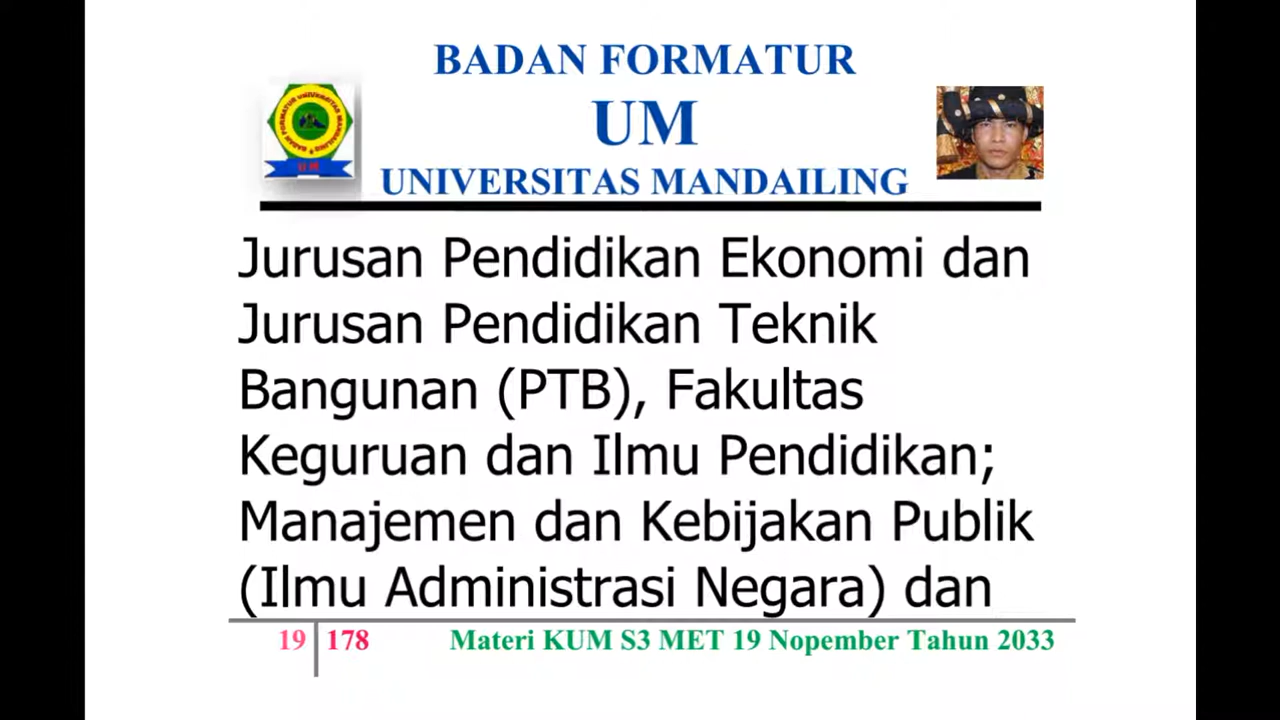 BADAN FORMATUR
UM
UNIVERSITAS MANDAILING
Jurusan Pendidikan Ekonomi dan
Jurusan Pendidikan Teknik
Bangunan (PTB), Fakultas
Keguruan dan Ilmu Pendidikan;
Manajemen dan Kebijakan Publik
(Ilmu Administrasi Negara) dan
19 178 Materi KUM S3 MET 19 Nopember Tahun 2033